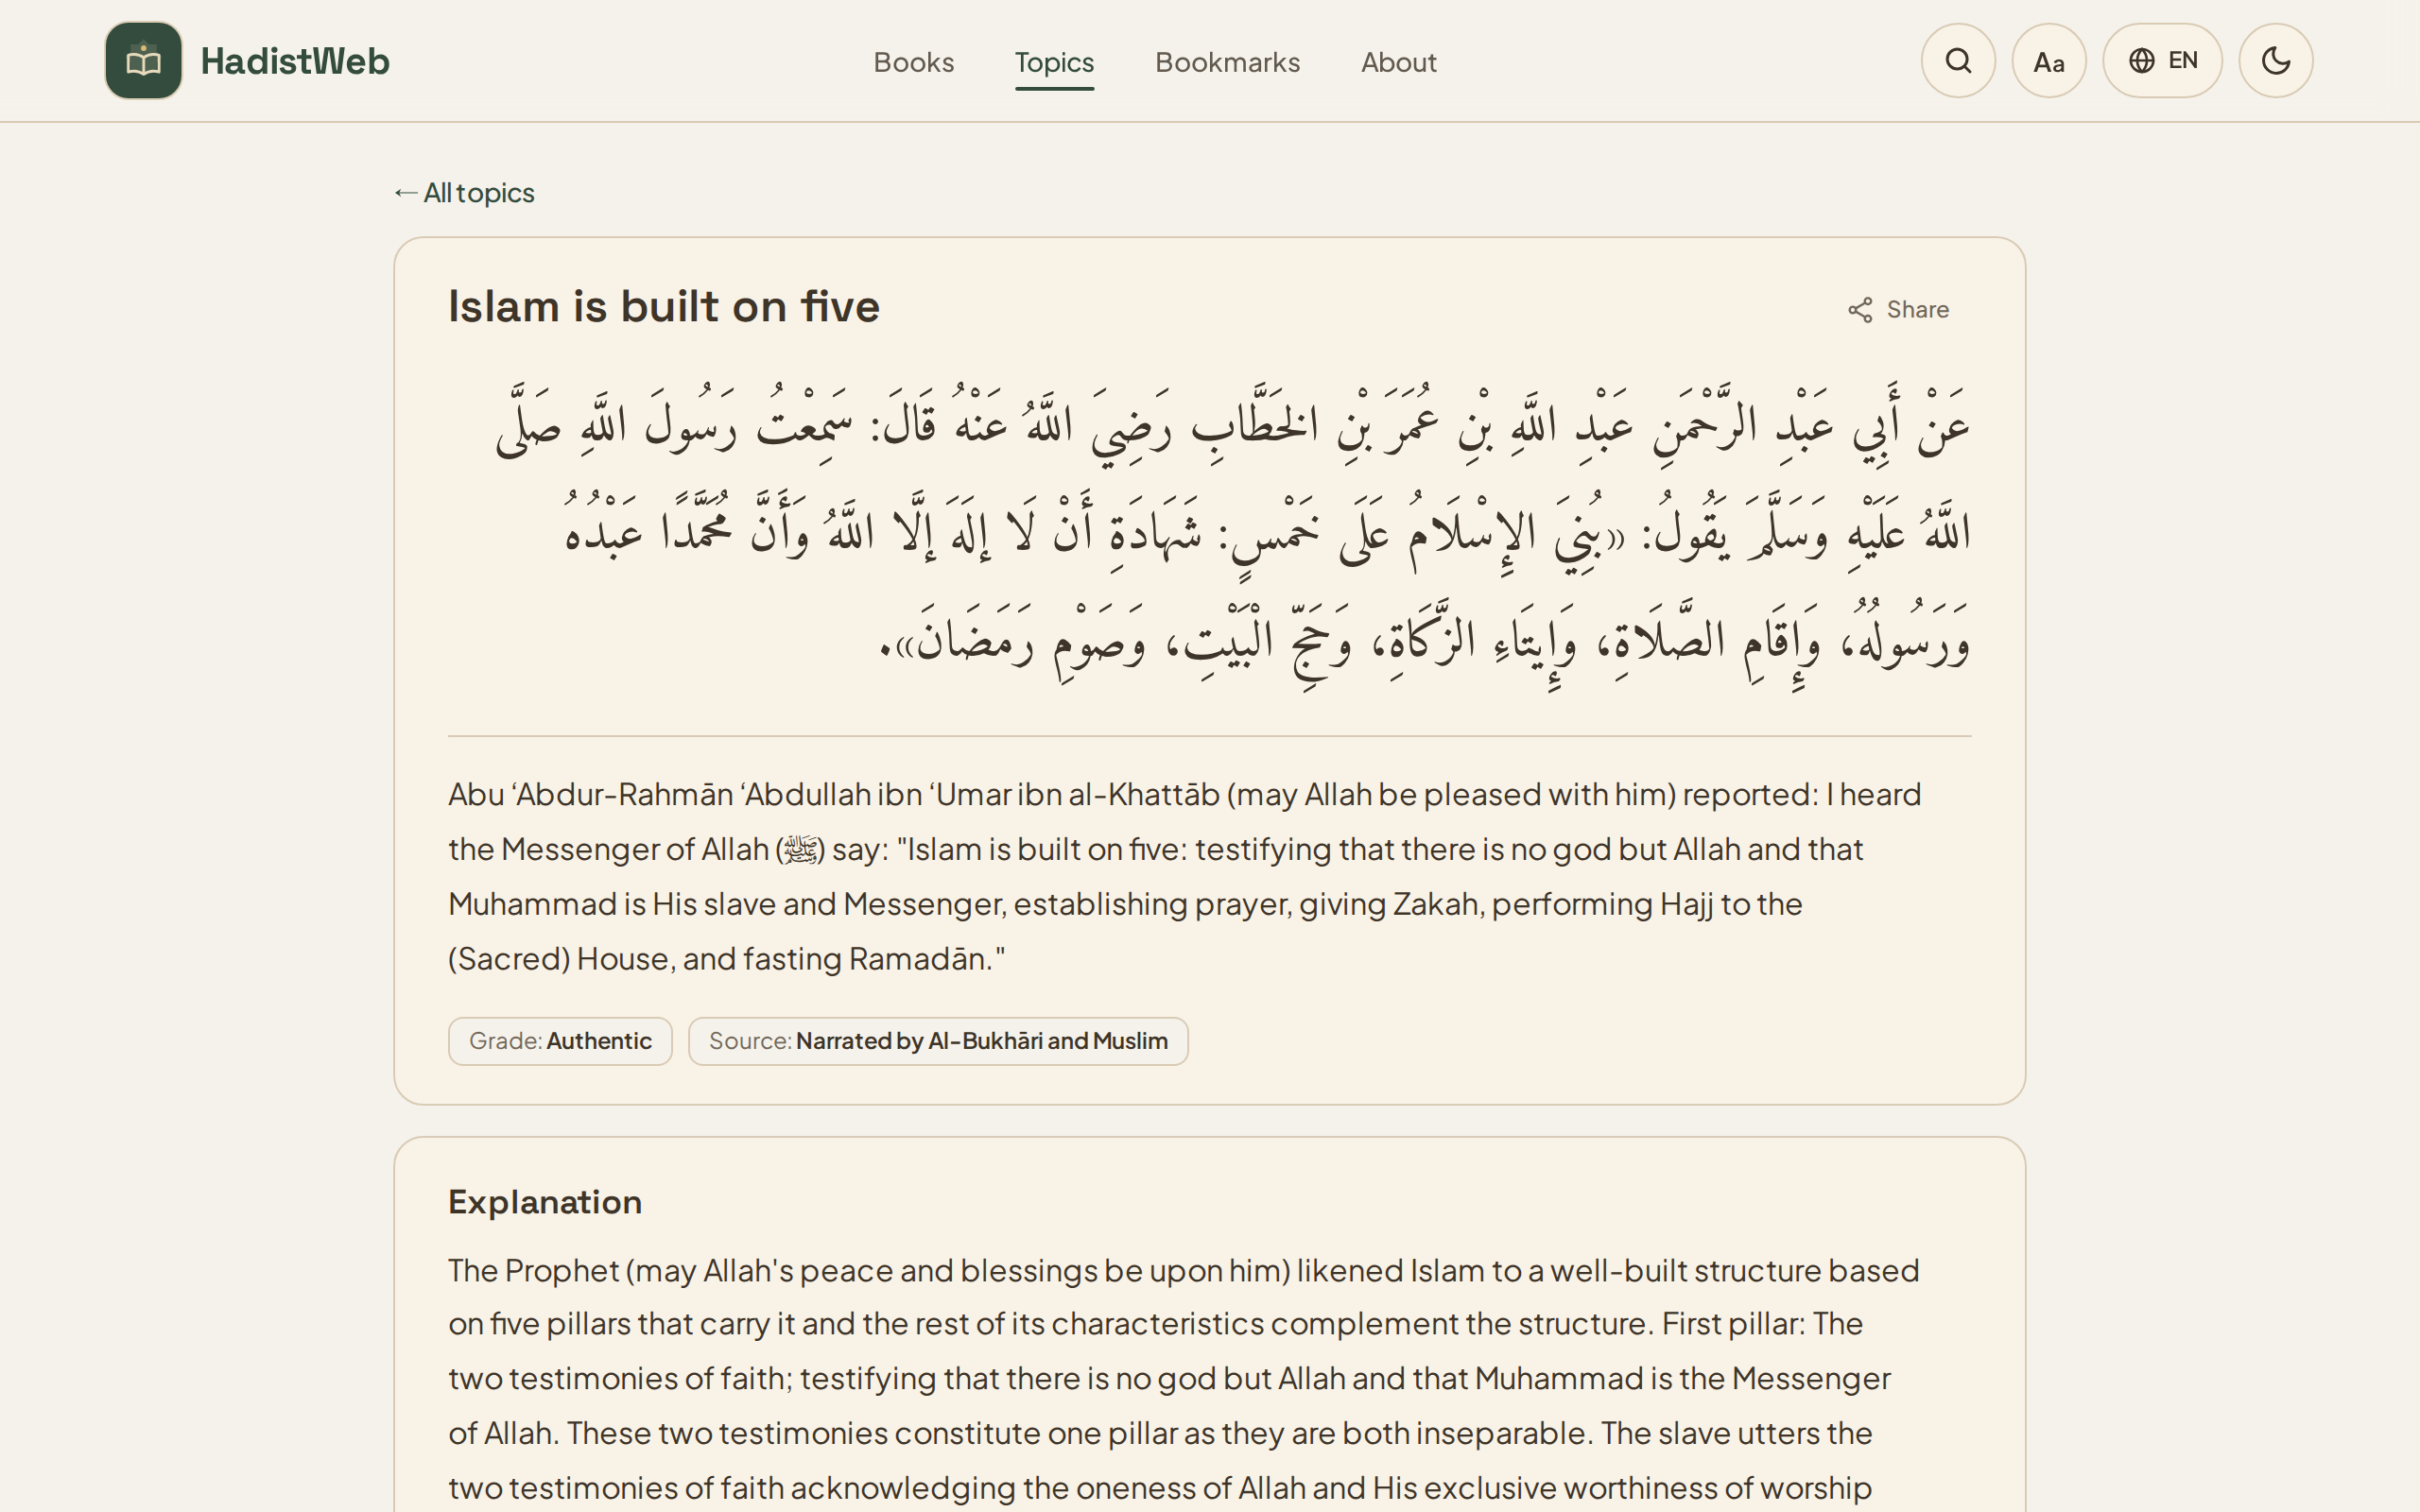 HadistWeb
Books
Topics
Bookmarks
About
Aa
EN
← All topics
Islam is built on five
Share
عَنْ أَبِي عَبْدِ الرَّحْمَنِ عَبْدِ اللَّهِ بْنِ عُمَرَ بْنِ الخَطَّابِ رَضِيَ اللَّهُ عَنْهُ قَالَ: سَمِعْتُ رَسُولَ اللَّهِ صَلَّى
اللَّهُ عَلَيْهِ وَسَلَّمَ يَقُولُ: «بُنِيَ الإِسْلَامُ عَلَى خَمْسٍ: شَهَادَةِ أَنْ لَا إلَهَ إلَّا اللَّهُ وَأَنَّ مُحَمَّدًا عَبْدُهُ
وَرَسُولُهُ، وَإِقَامِ الصَّلَاةِ، وَإِيتَاءِ الزَّكَاةِ، وَحَجِّ الْبَيْتِ، وَصَوْمِ رَمَضَانَ».
Abu ‘Abdur-Rahmān ‘Abdullah ibn ‘Umar ibn al-Khattāb (may Allah be pleased with him) reported: I heard
the Messenger of Allah (ﷺ) say: "Islam is built on five: testifying that there is no god but Allah and that
Muhammad is His slave and Messenger, establishing prayer, giving Zakah, performing Hajj to the
(Sacred) House, and fasting Ramadān."
Grade: Authentic
Source: Narrated by Al-Bukhāri and Muslim
Explanation
The Prophet (may Allah's peace and blessings be upon him) likened Islam to a well-built structure based
on five pillars that carry it and the rest of its characteristics complement the structure. First pillar: The
two testimonies of faith; testifying that there is no god but Allah and that Muhammad is the Messenger
of Allah. These two testimonies constitute one pillar as they are both inseparable. The slave utters the
two testimonies of faith acknowledging the oneness of Allah and His exclusive worthiness of worship